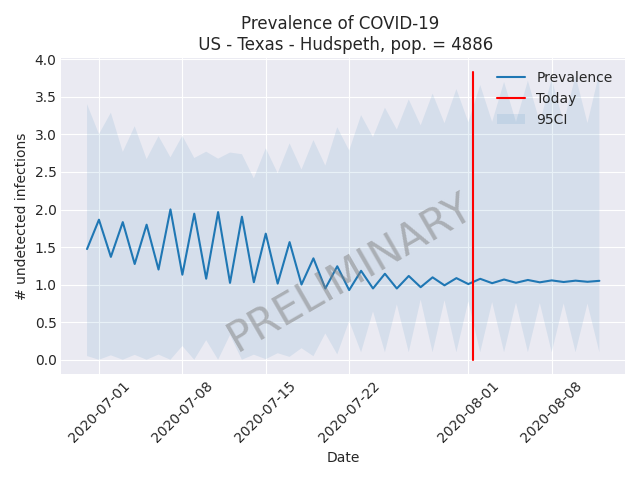 Prevalence of COVID-19
US - Texas - Hudspeth, pop. = 4886
4.0
3.5
3.0
2.5
2.0
1.5
1.0
0.5
0.0
# undetected infections
Prevalence
Today
95CI
PRELIMINARY
2020-07-01
2020-07-08
2020-07-15
2020-07-22
2020-08-01
2020-08-08
Date